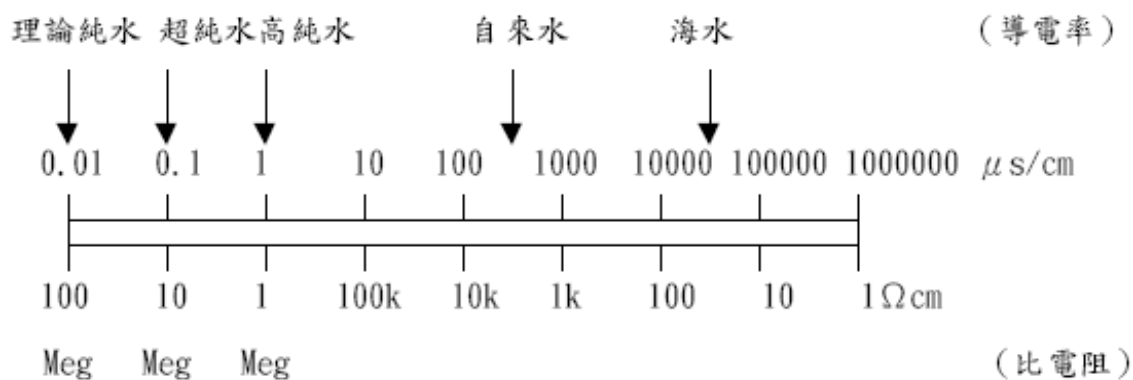 理論純水 超純水 高純水 自來水 海水 (導電率)
0.01 0.1 1 10 100 1000 10000 100000 1000000 μs/cm
100 10 1 100k 10k 1k 100 10 1Ωcm
Meg Meg Meg (比電阻)